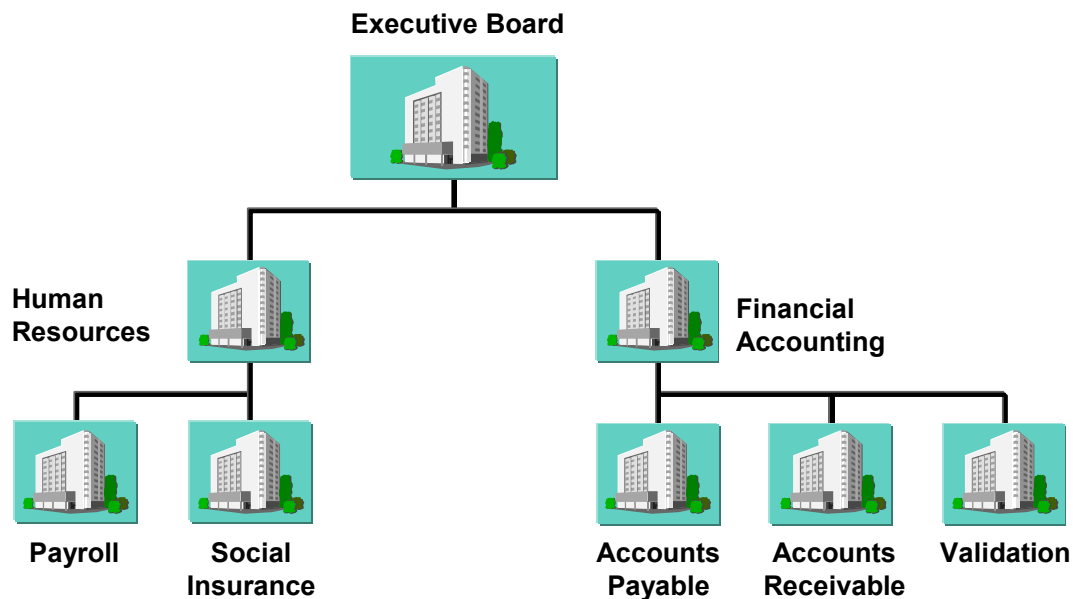 Executive Board
Human
Resources
Financial
Accounting
Payroll
Social
Insurance
Accounts
Payable
Accounts
Receivable
Validation